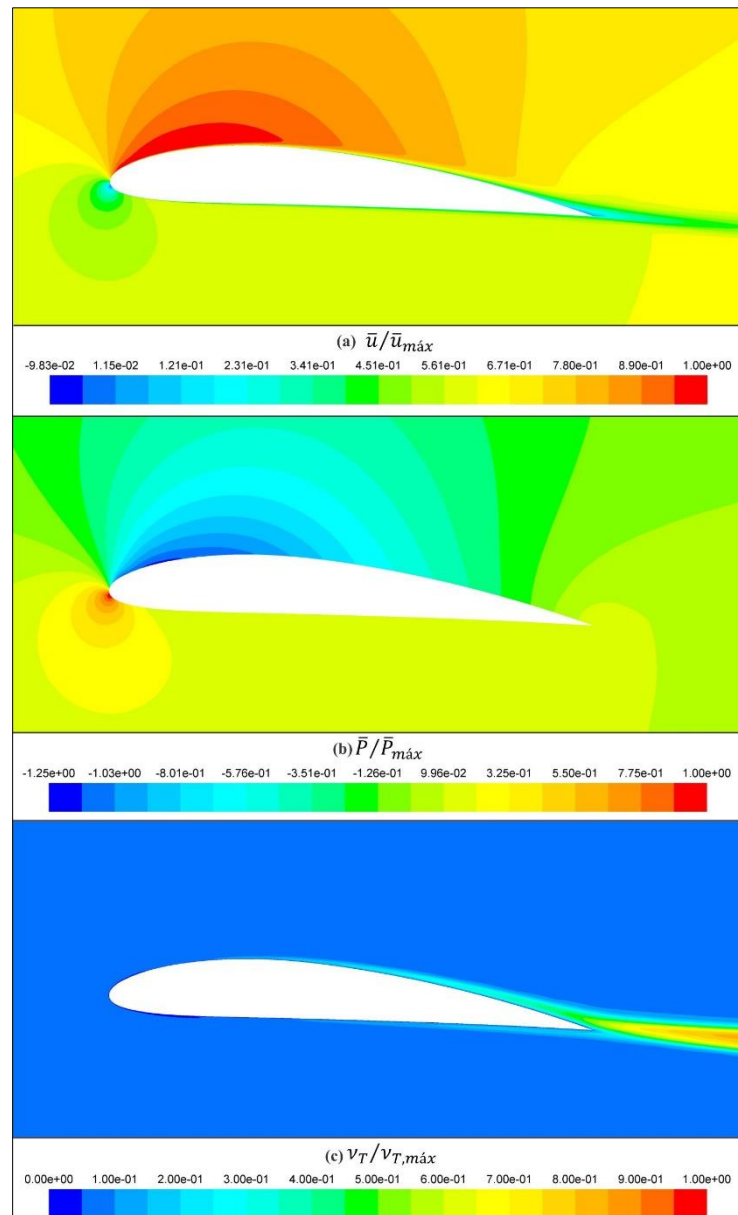 (a) ū/ūmáx
-9.83e-02 1.15e-02 1.21e-01 2.31e-01 3.41e-01 4.51e-01 5.61e-01 6.71e-01 7.80e-01 8.90e-01 1.00e+00
(b) P̄/P̄máx
-1.25e+00 -1.03e+00 -8.01e-01 -5.76e-01 -3.51e-01 -1.26e-01 9.96e-02 3.25e-01 5.50e-01 7.75e-01 1.00e+00
(c) νT/νT,máx
0.00e+00 1.00e-01 2.00e-01 3.00e-01 4.00e-01 5.00e-01 6.00e-01 7.00e-01 8.00e-01 9.00e-01 1.00e+00